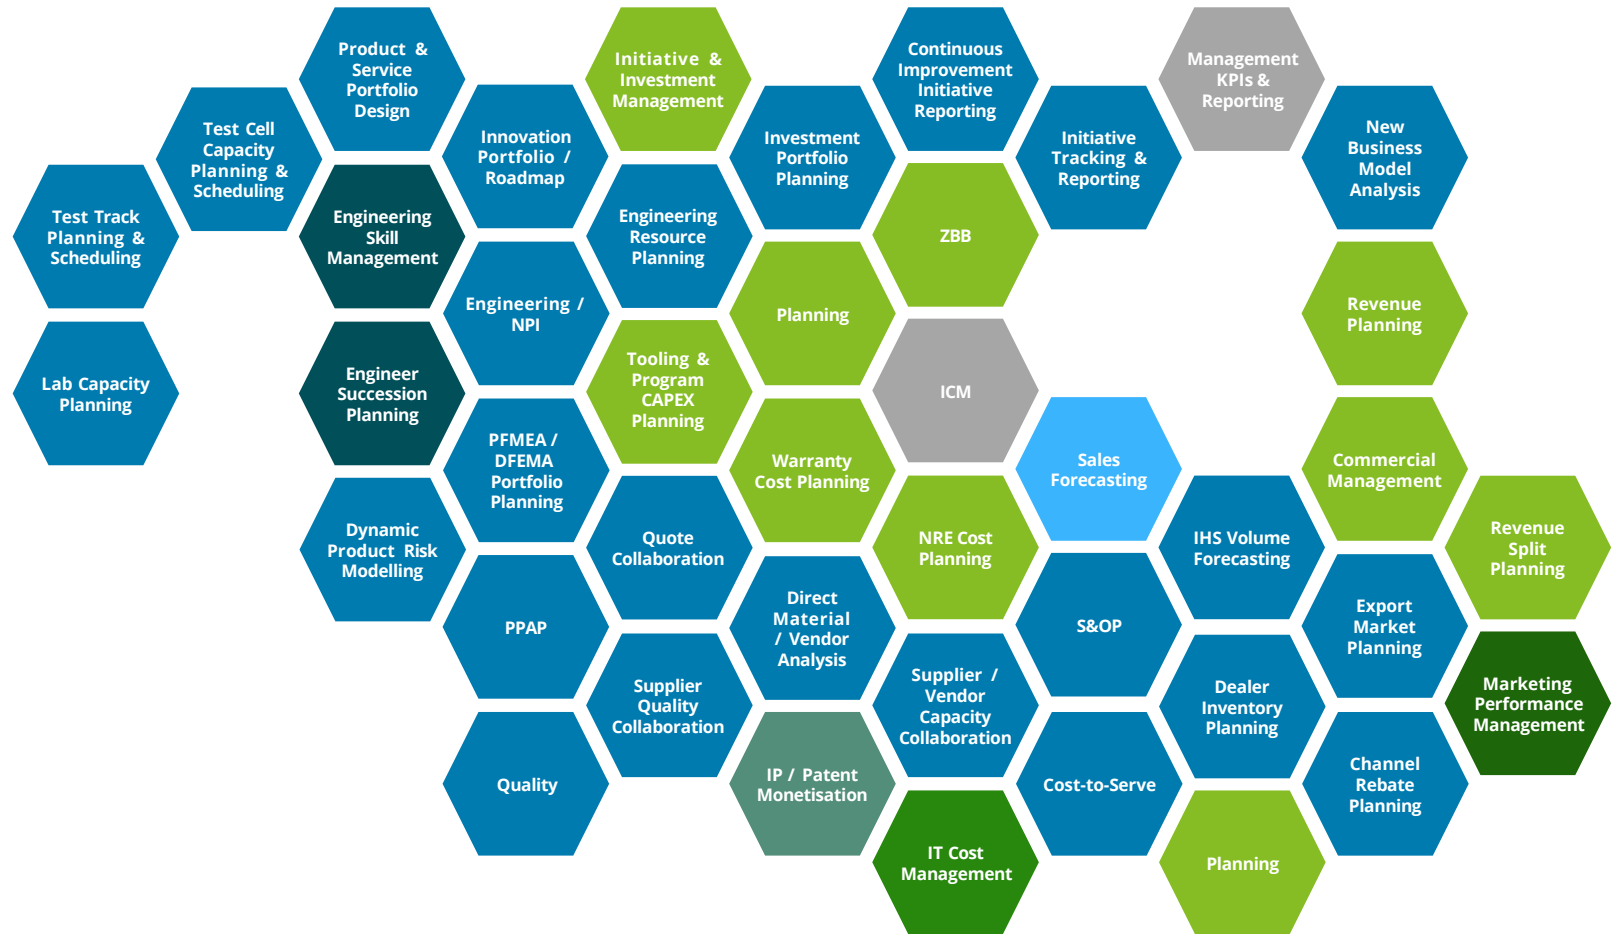 Product &
Service
Portfolio
Design
Initiative &
Investment
Management
Continuous
Improvement
Initiative
Reporting
Management
KPIs &
Reporting
Test Cell
Capacity
Planning &
Scheduling
Innovation
Portfolio /
Roadmap
Investment
Portfolio
Planning
Initiative
Tracking &
Reporting
New
Business
Model
Analysis
Test Track
Planning &
Scheduling
Engineering
Skill
Management
Engineering
Resource
Planning
ZBB
Engineering /
NPI
Planning
Revenue
Planning
Lab Capacity
Planning
Engineer
Succession
Planning
Tooling &
Program
CAPEX
Planning
ICM
PFMEA /
DFEMA
Portfolio
Planning
Warranty
Cost Planning
Sales
Forecasting
Commercial
Management
Dynamic
Product Risk
Modelling
Quote
Collaboration
NRE Cost
Planning
IHS Volume
Forecasting
Revenue
Split
Planning
PPAP
Direct
Material
/ Vendor
Analysis
S&OP
Export
Market
Planning
Supplier
Quality
Collaboration
Supplier /
Vendor
Capacity
Collaboration
Dealer
Inventory
Planning
Marketing
Performance
Management
Quality
IP / Patent
Monetisation
Cost-to-Serve
Channel
Rebate
Planning
IT Cost
Management
Planning